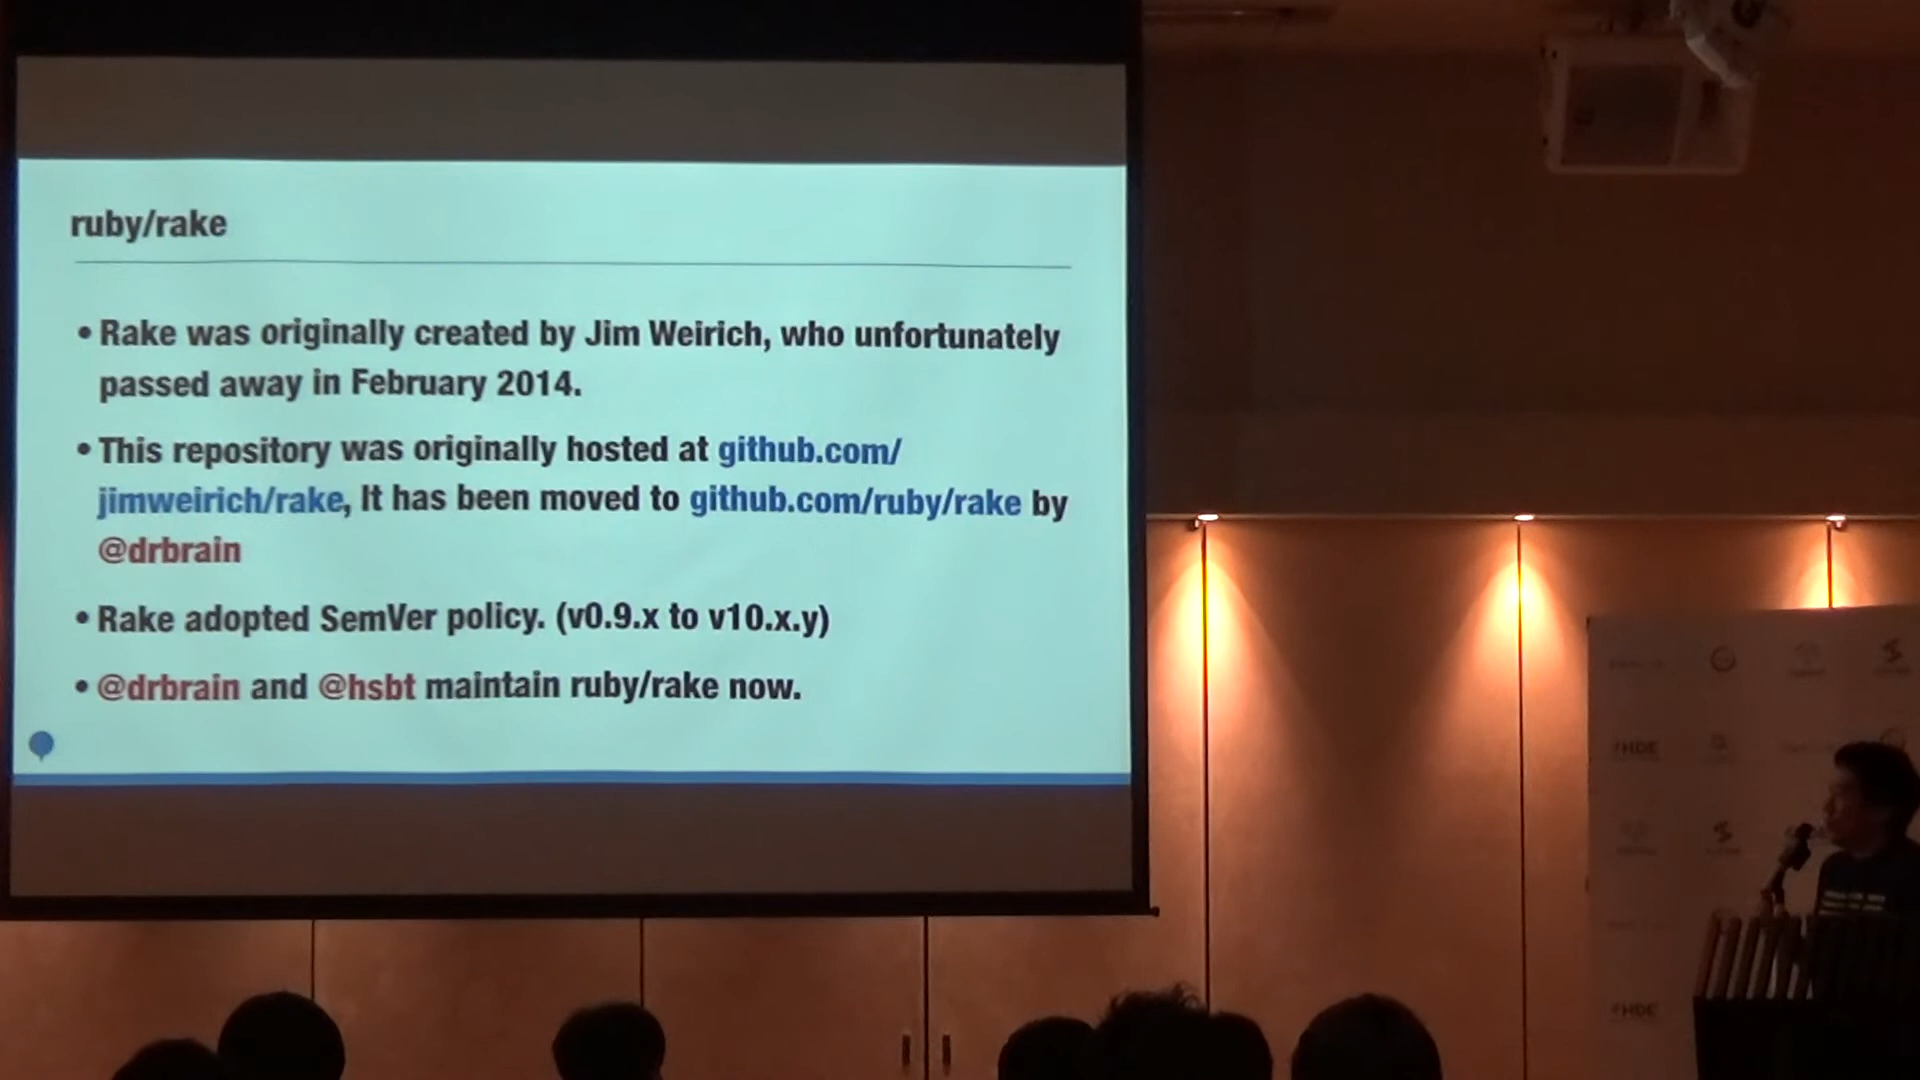 ruby/rake
• Rake was originally created by Jim Weirich, who unfortunately
passed away in February 2014.
• This repository was originally hosted at github.com/
jimweirich/rake, It has been moved to github.com/ruby/rake by
@drbrain
• Rake adopted SemVer policy. (v0.9.x to v10.x.y)
• @drbrain and @hsbt maintain ruby/rake now.
HDE
HDE